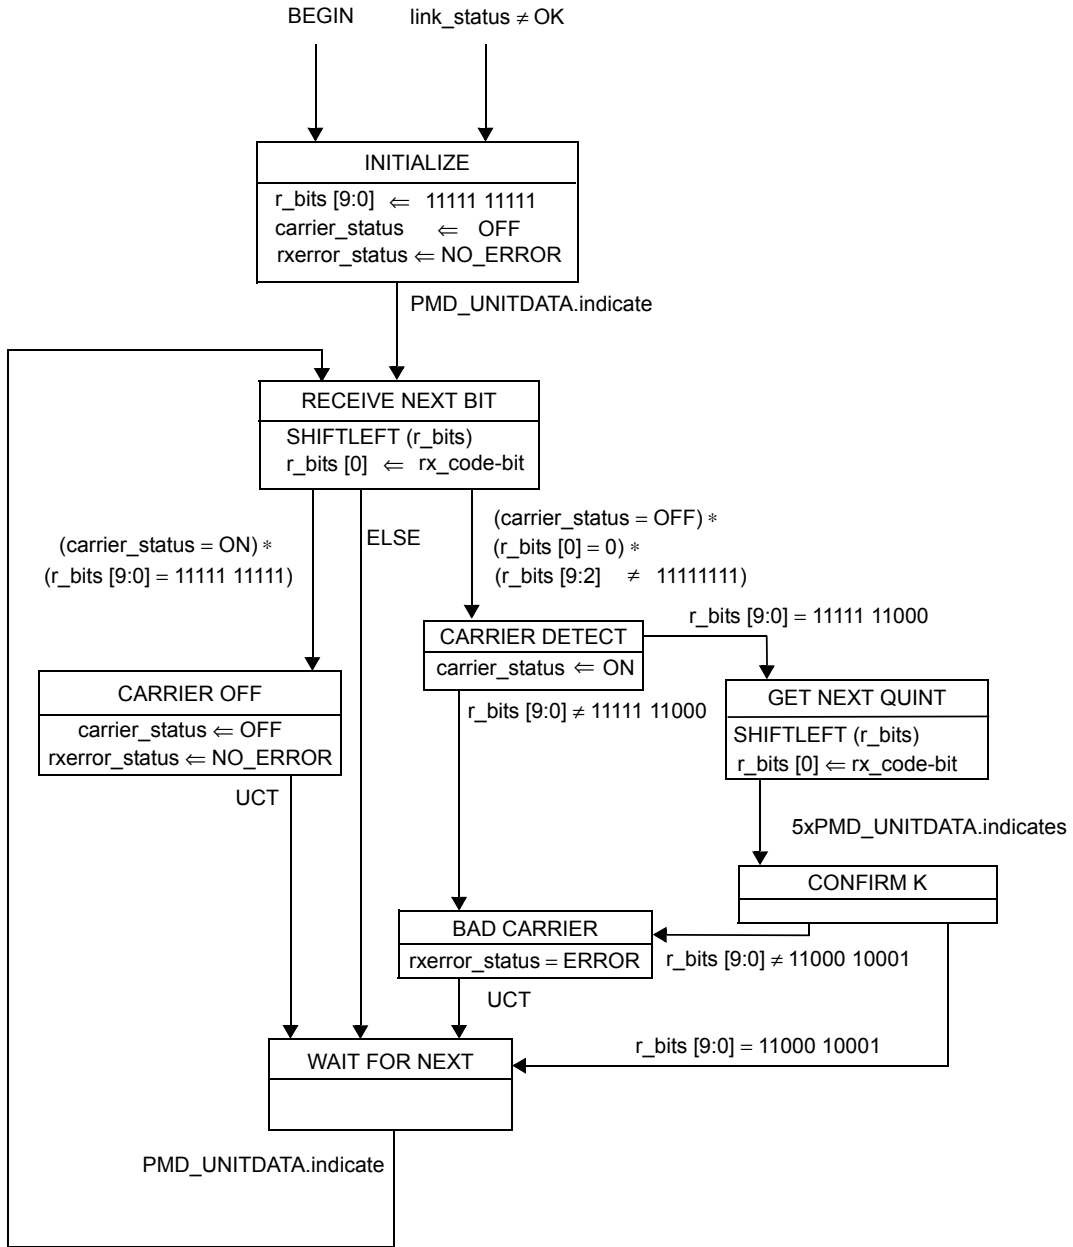 BEGIN
link_status ≠ OK
INITIALIZE
r_bits [9:0] ⇐ 11111 11111
carrier_status ⇐ OFF
rxerror_status ⇐ NO_ERROR
PMD_UNITDATA.indicate
RECEIVE NEXT BIT
SHIFTLEFT (r_bits)
r_bits [0] ⇐ rx_code-bit
(carrier_status = ON) *
(r_bits [9:0] = 11111 11111)
ELSE
(carrier_status = OFF) *
(r_bits [0] = 0) *
(r_bits [9:2] ≠ 11111111)
CARRIER DETECT
carrier_status ⇐ ON
r_bits [9:0] = 11111 11000
CARRIER OFF
carrier_status ⇐ OFF
rxerror_status ⇐ NO_ERROR
UCT
r_bits [9:0] ≠ 11111 11000
GET NEXT QUINT
SHIFTLEFT (r_bits)
r_bits [0] ⇐ rx_code-bit
5xPMD_UNITDATA.indicates
CONFIRM K
BAD CARRIER
rxerror_status = ERROR
r_bits [9:0] ≠ 11000 10001
UCT
r_bits [9:0] = 11000 10001
WAIT FOR NEXT
PMD_UNITDATA.indicate